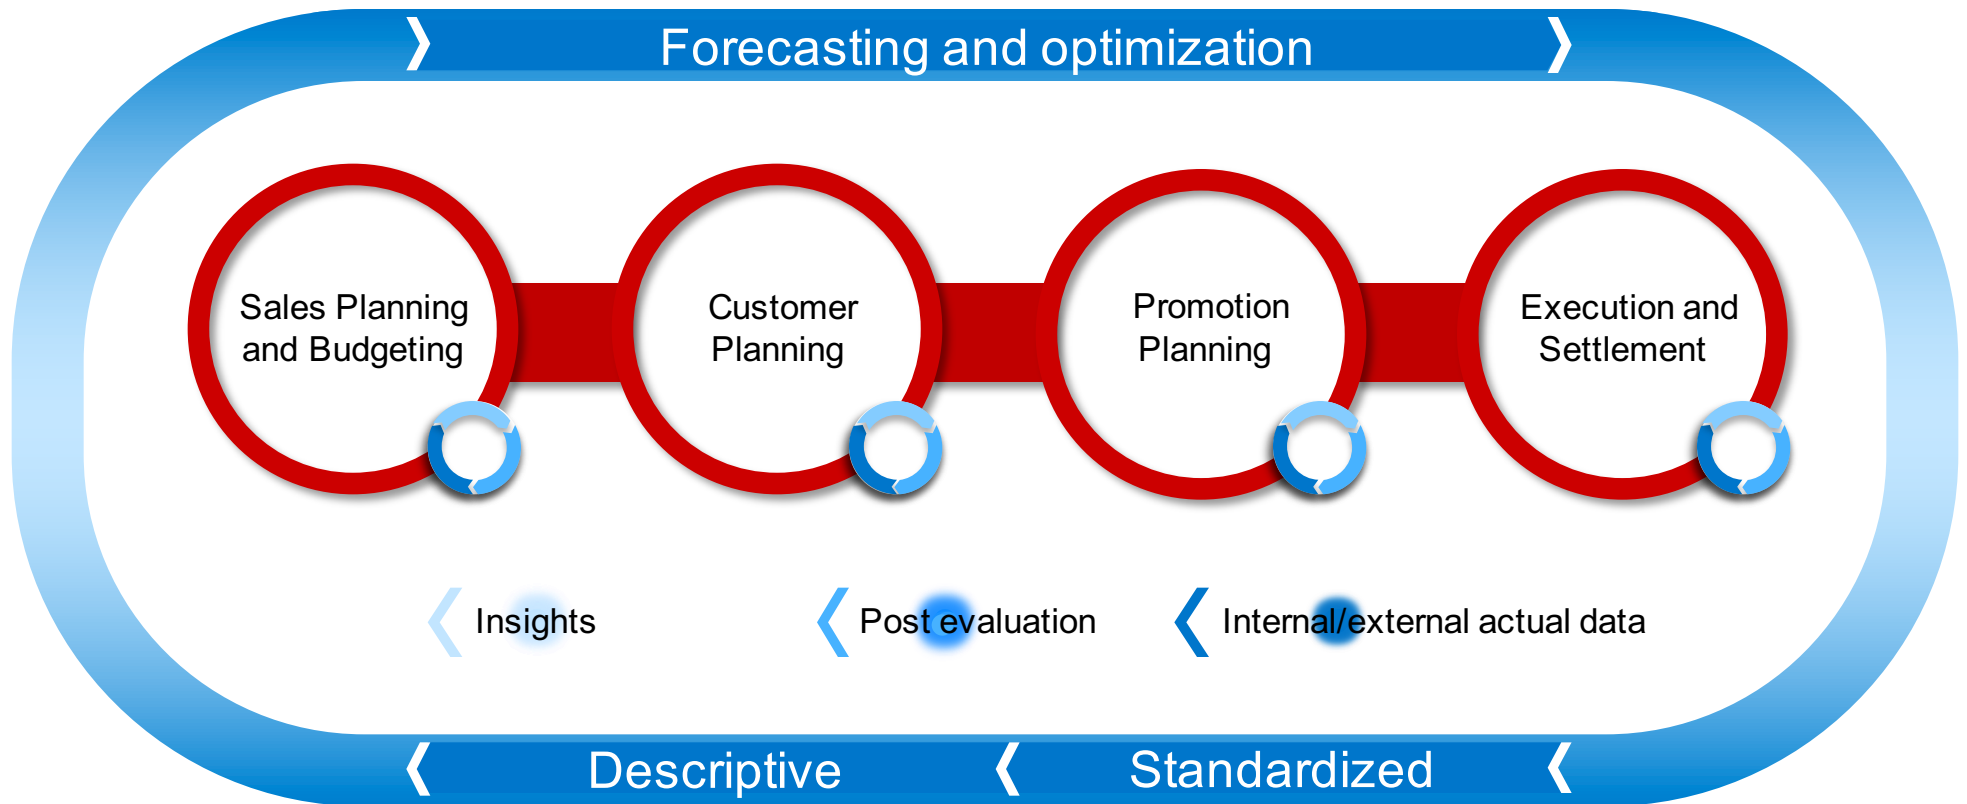 Forecasting and optimization
Sales Planning
and Budgeting
Customer
Planning
Promotion
Planning
Execution and
Settlement
Insights
Post evaluation
Internal/external actual data
Descriptive
Standardized